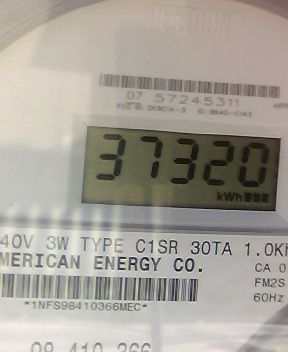 07 57245311
37320
kWh
40V 3W TYPE C1SR 30TA 1.0K
MERICAN ENERGY CO.
CA 0
FM2S
60Hz
*1NFS98410366MEC*
98 410 366